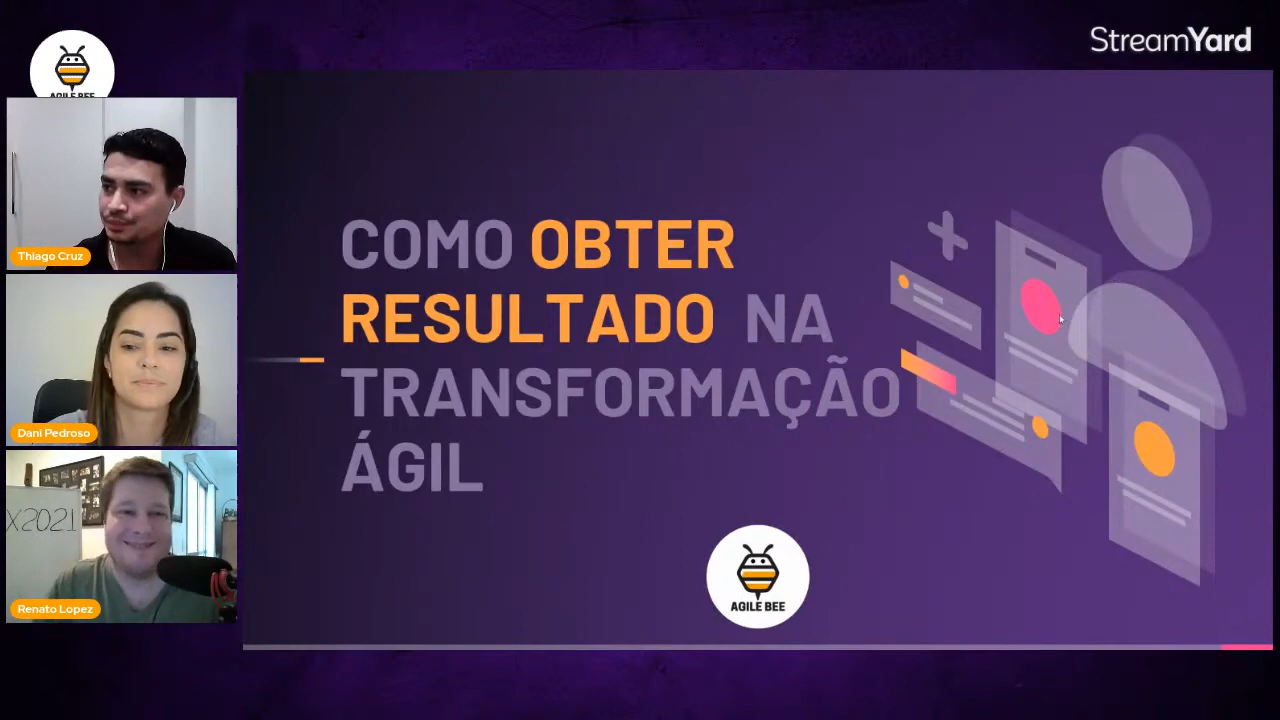 StreamYard
AGILE BEE
Thiago Cruz
Dani Pedroso
X2021
Renato Lopez
COMO OBTER
RESULTADO NA
TRANSFORMAÇÃO
ÁGIL
AGILE BEE